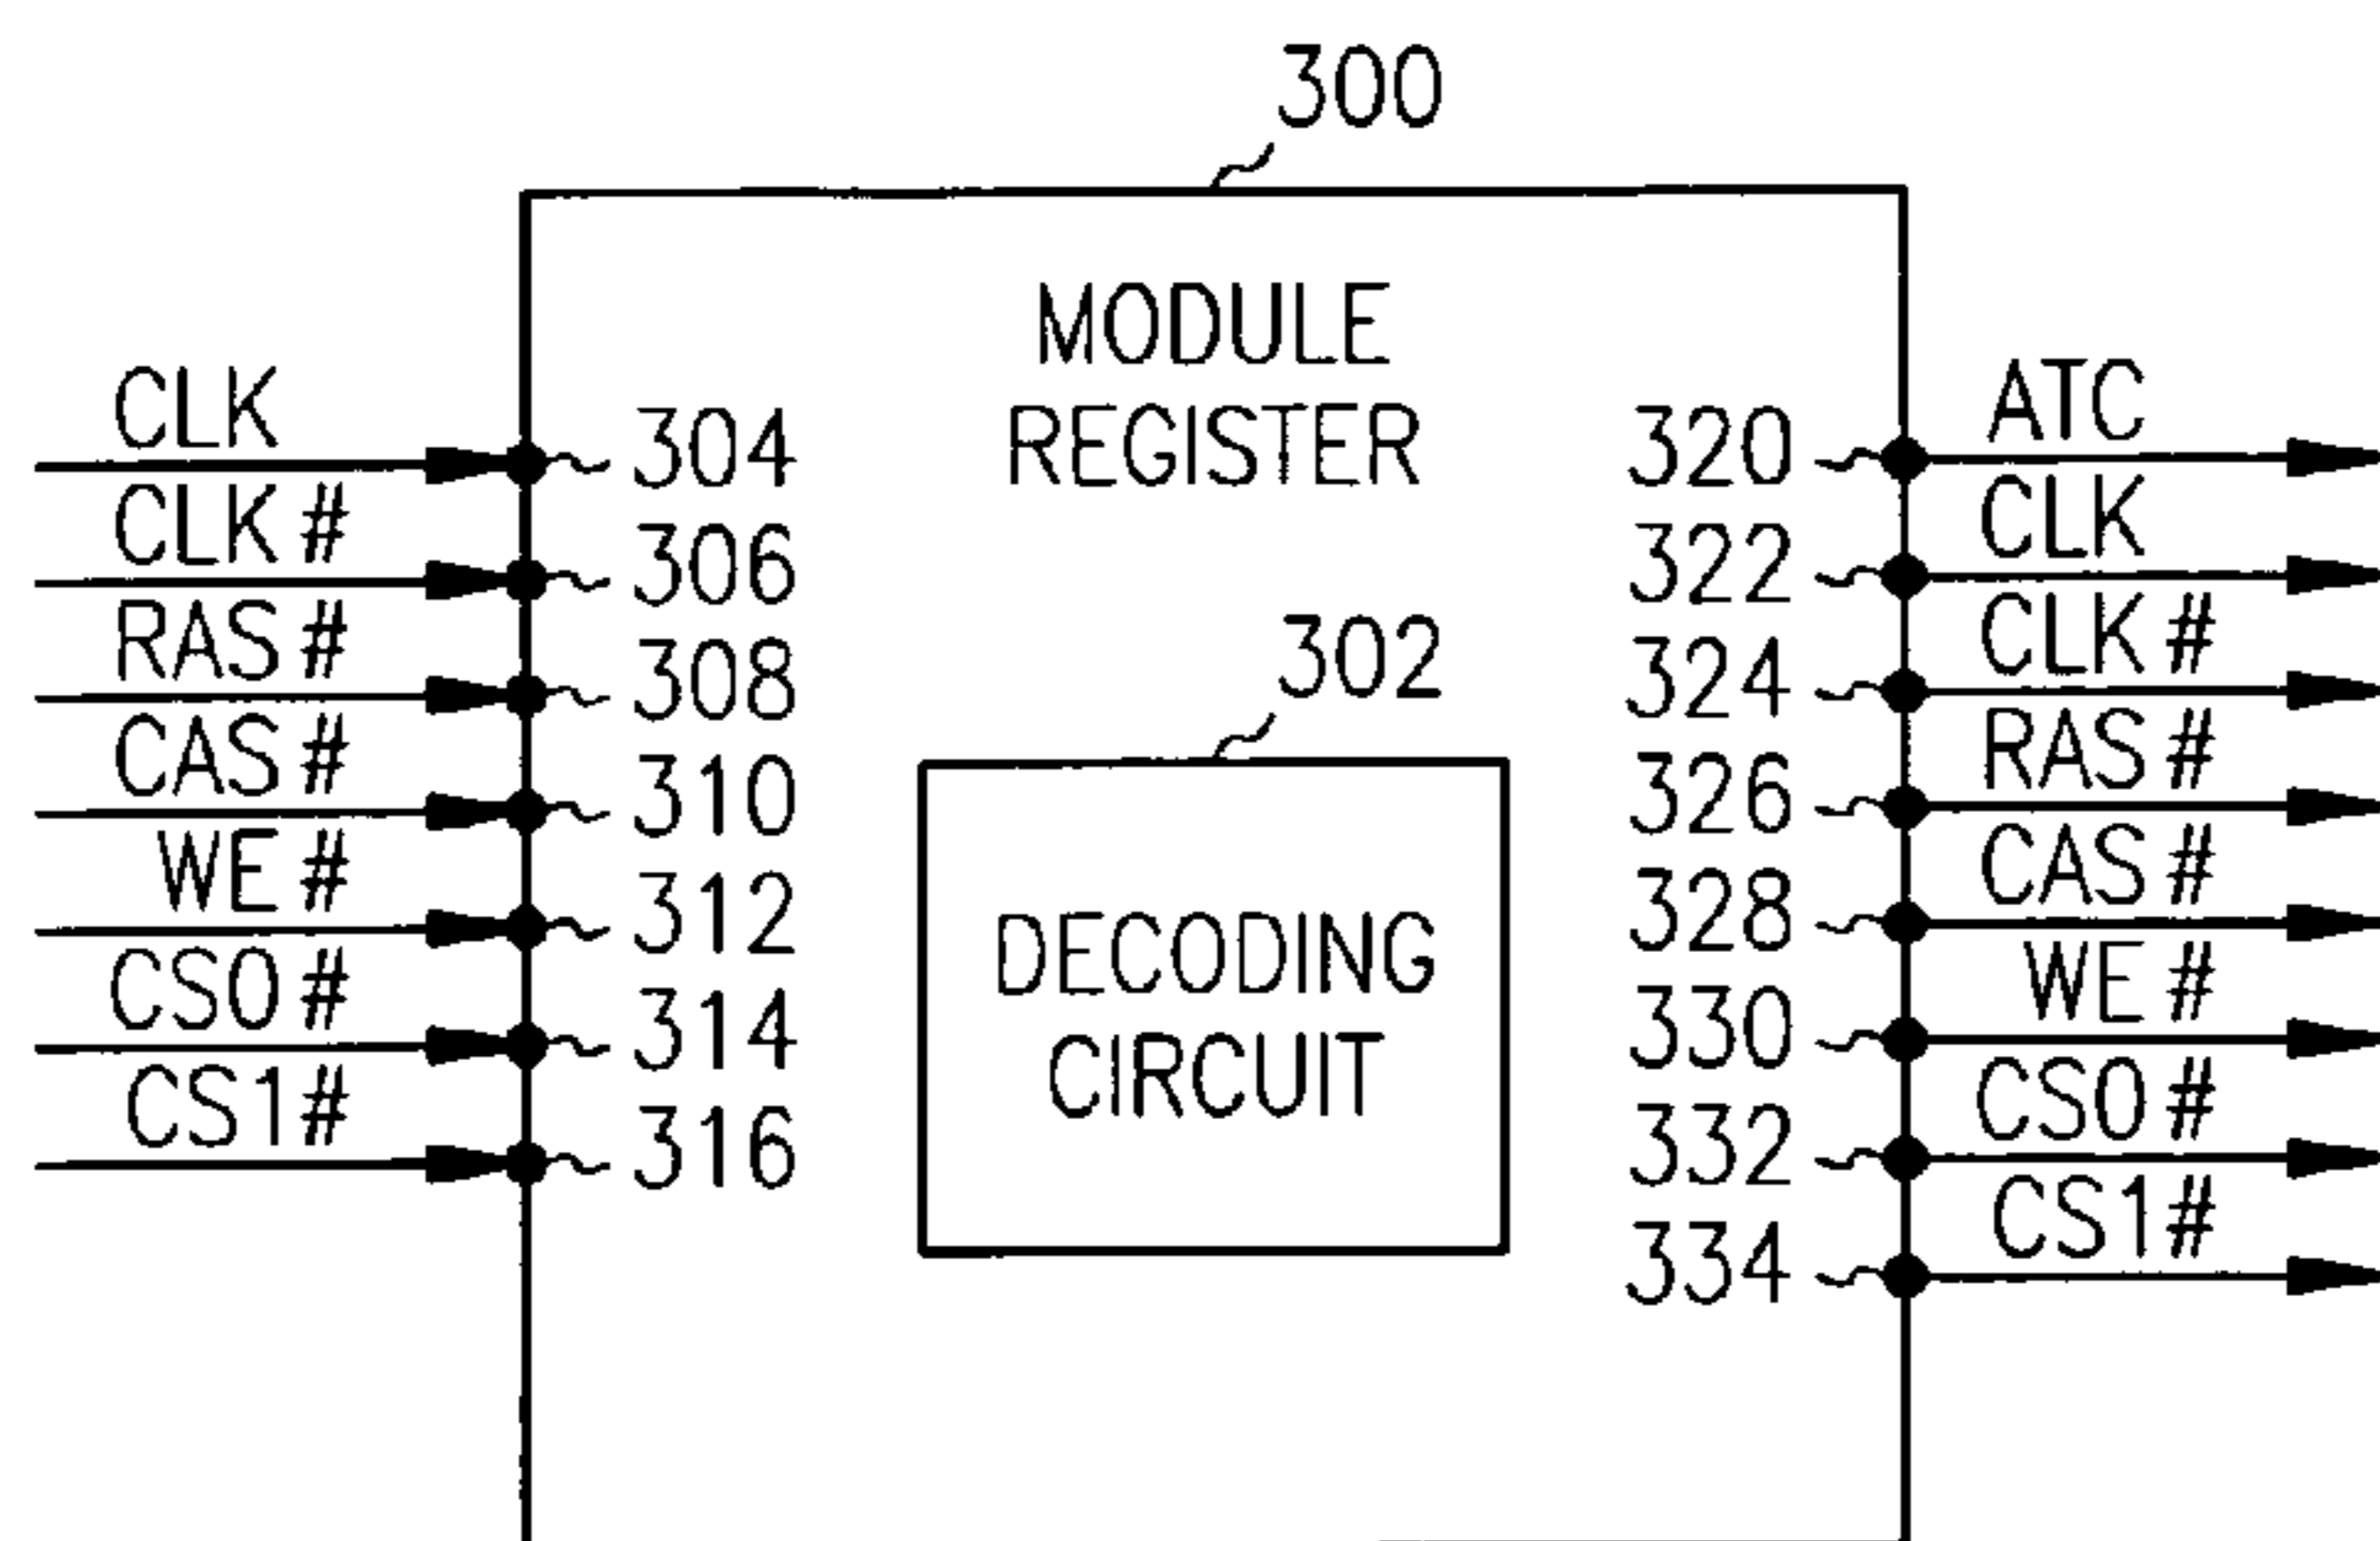 300
MODULE
REGISTER
CLK
304
CLK#
306
RAS#
308
CAS#
310
WE#
312
CS0#
314
CS1#
316
302
DECODING
CIRCUIT
320
ATC
322
CLK
324
CLK#
326
RAS#
328
CAS#
330
WE#
332
CS0#
334
CS1#